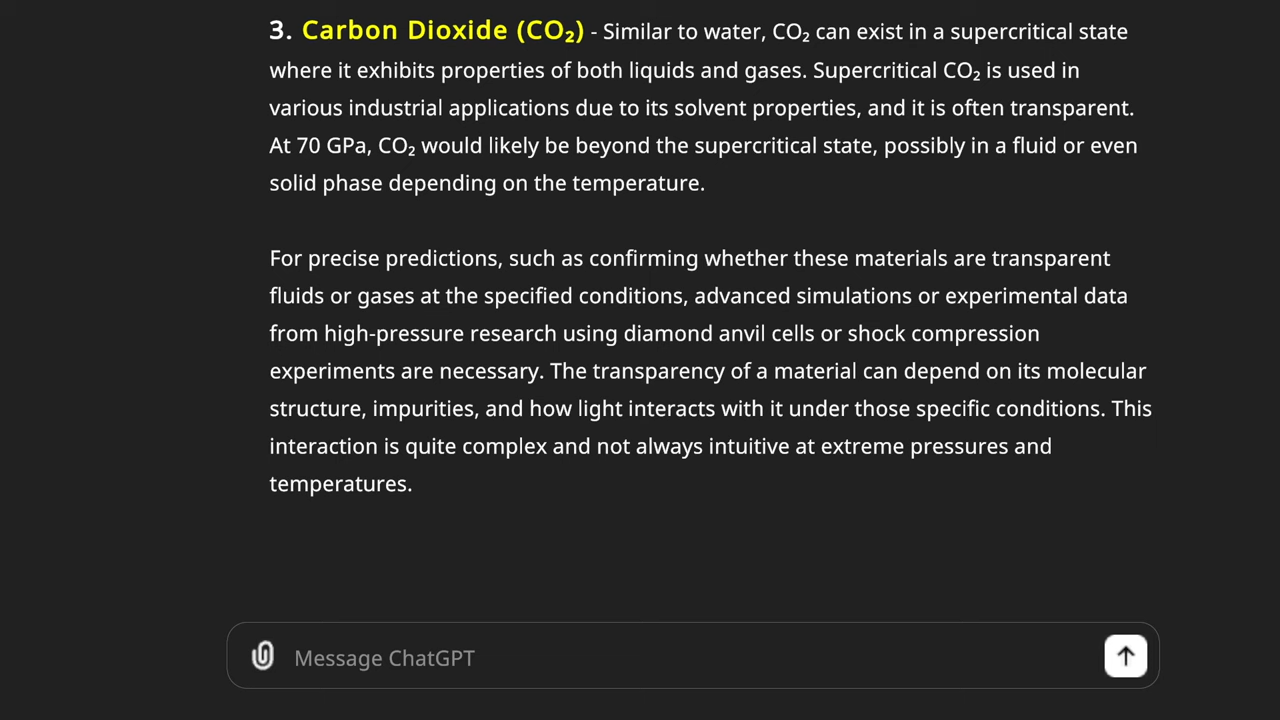 3. Carbon Dioxide (CO₂) - Similar to water, CO₂ can exist in a supercritical state
where it exhibits properties of both liquids and gases. Supercritical CO₂ is used in
various industrial applications due to its solvent properties, and it is often transparent.
At 70 GPa, CO₂ would likely be beyond the supercritical state, possibly in a fluid or even
solid phase depending on the temperature.
For precise predictions, such as confirming whether these materials are transparent
fluids or gases at the specified conditions, advanced simulations or experimental data
from high-pressure research using diamond anvil cells or shock compression
experiments are necessary. The transparency of a material can depend on its molecular
structure, impurities, and how light interacts with it under those specific conditions. This
interaction is quite complex and not always intuitive at extreme pressures and
temperatures.
Message ChatGPT